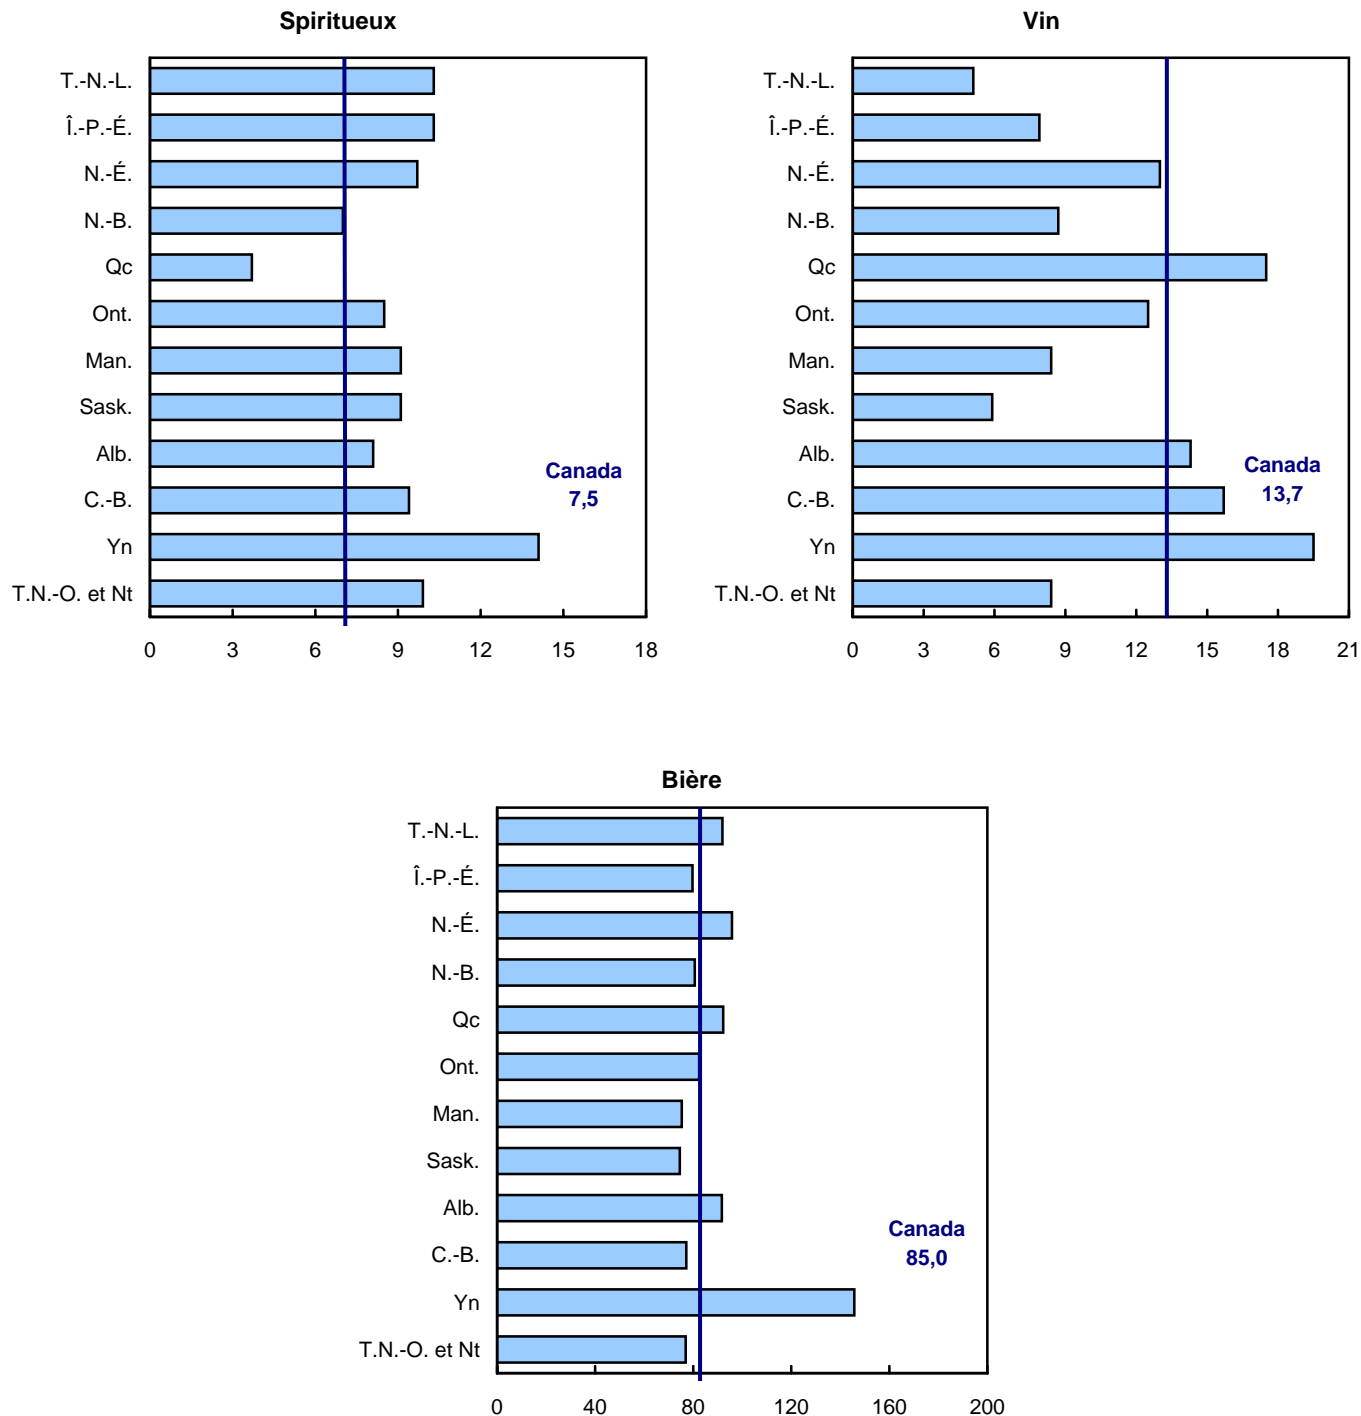 Spiritueux
T.-N.-L.
Î.-P.-É.
N.-É.
N.-B.
Qc
Ont.
Man.
Sask.
Alb.
C.-B.
Yn
T.N.-O. et Nt
Canada
7,5
0 3 6 9 12 15 18
Vin
T.-N.-L.
Î.-P.-É.
N.-É.
N.-B.
Qc
Ont.
Man.
Sask.
Alb.
C.-B.
Yn
T.N.-O. et Nt
Canada
13,7
0 3 6 9 12 15 18 21
Bière
T.-N.-L.
Î.-P.-É.
N.-É.
N.-B.
Qc
Ont.
Man.
Sask.
Alb.
C.-B.
Yn
T.N.-O. et Nt
Canada
85,0
0 40 80 120 160 200